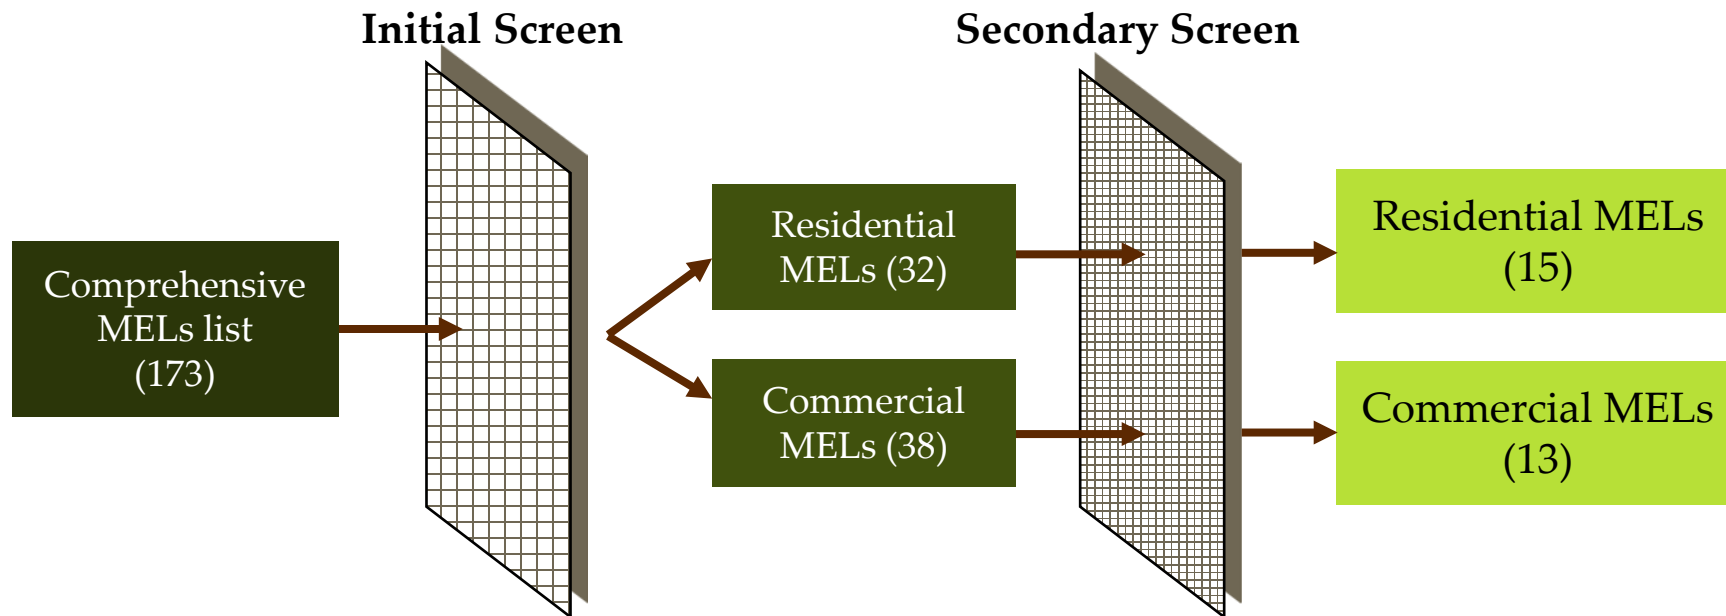 Initial Screen
Secondary Screen
Comprehensive
MELs list
(173)
Residential
MELs (32)
Commercial
MELs (38)
Residential MELs
(15)
Commercial MELs
(13)